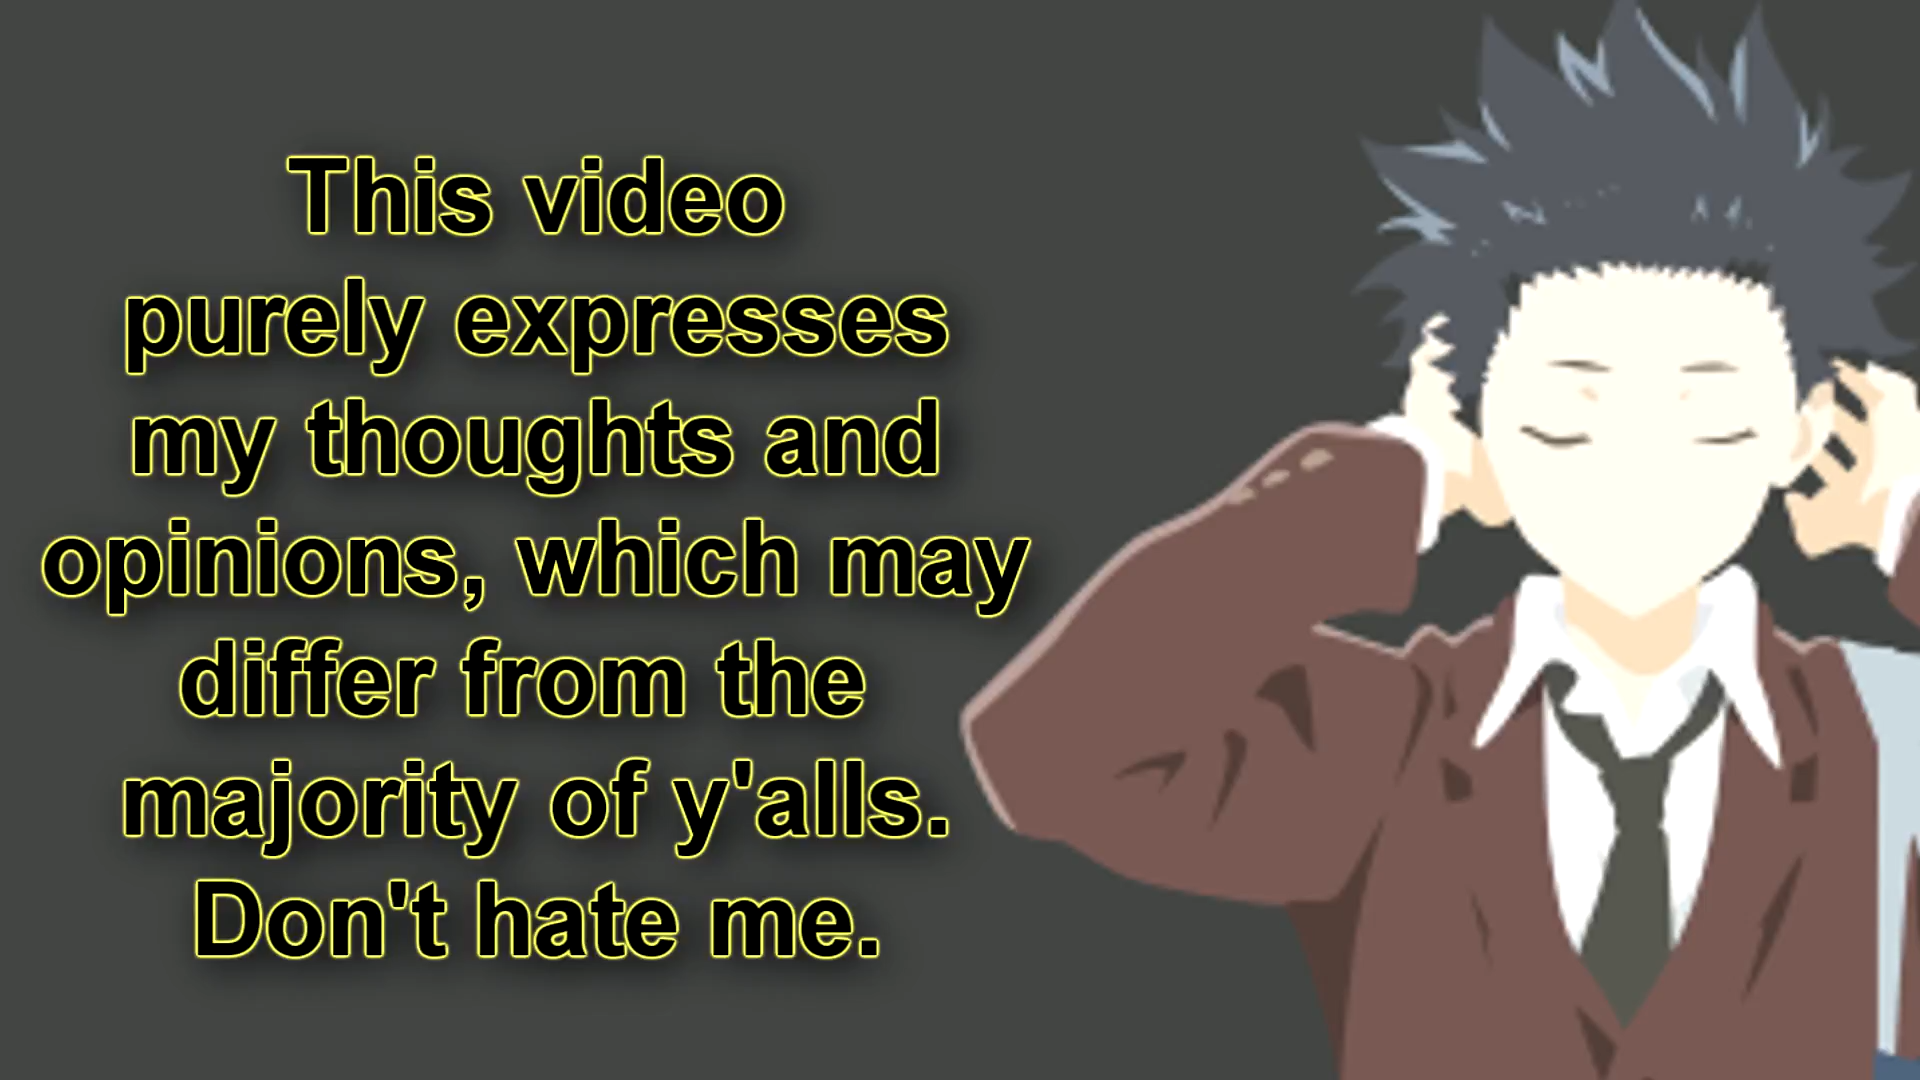 This video
purely expresses
my thoughts and
opinions, which may
differ from the
majority of y'alls.
Don't hate me.